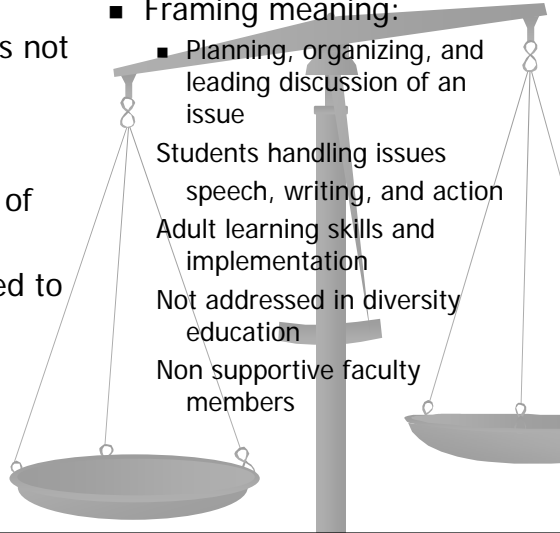 s not
of
ed to
■ Framing meaning:
■ Planning, organizing, and
leading discussion of an
issue
Students handling issues
speech, writing, and action
Adult learning skills and
implementation
Not addressed in diversity
education
Non supportive faculty
members